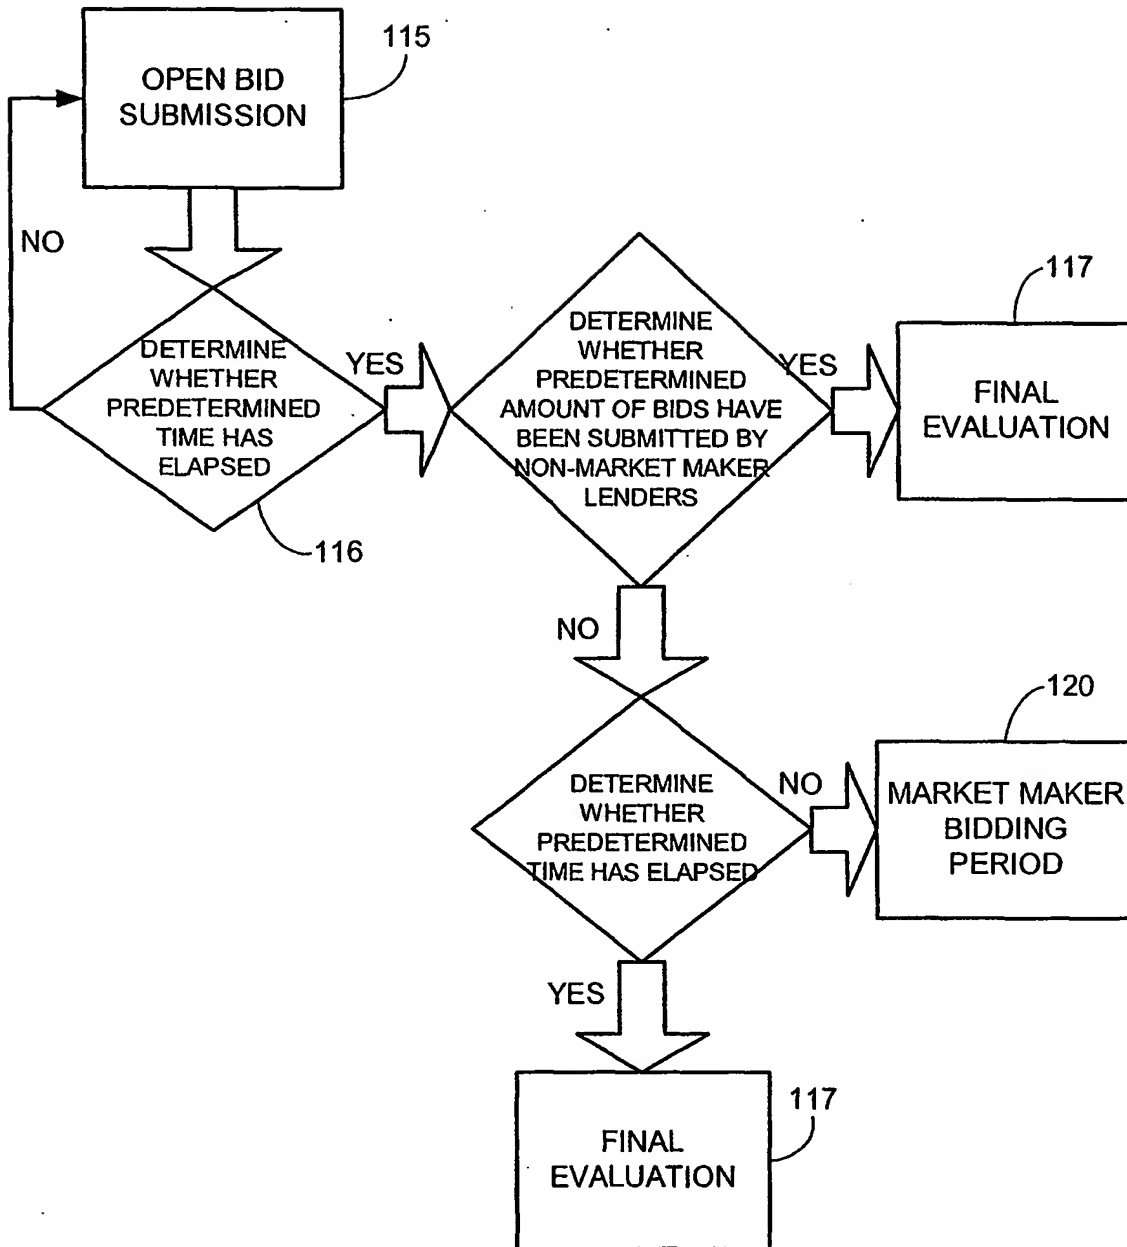 115
OPEN BID
SUBMISSION
NO
DETERMINE
WHETHER
PREDETERMINED
TIME HAS
ELAPSED
116
YES
DETERMINE
WHETHER
PREDETERMINED
AMOUNT OF BIDS HAVE
BEEN SUBMITTED BY
NON-MARKET MAKER
LENDERS
YES
117
FINAL
EVALUATION
NO
DETERMINE
WHETHER
PREDETERMINED
TIME HAS ELAPSED
NO
120
MARKET MAKER
BIDDING
PERIOD
YES
117
FINAL
EVALUATION